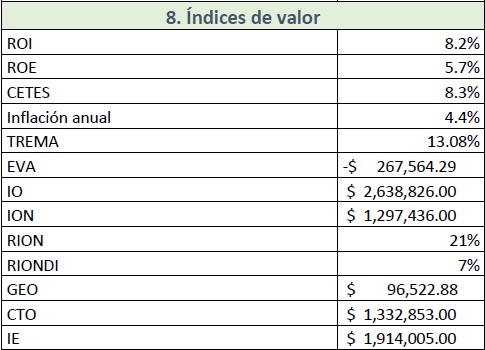 8. Índices de valor
ROI 8.2%
ROE 5.7%
CETES 8.3%
Inflación anual 4.4%
TREMA 13.08%
EVA -$ 267,564.29
IO $ 2,638,826.00
ION $ 1,297,436.00
RION 21%
RIONDI 7%
GEO $ 96,522.88
CTO $ 1,332,853.00
IE $ 1,914,005.00